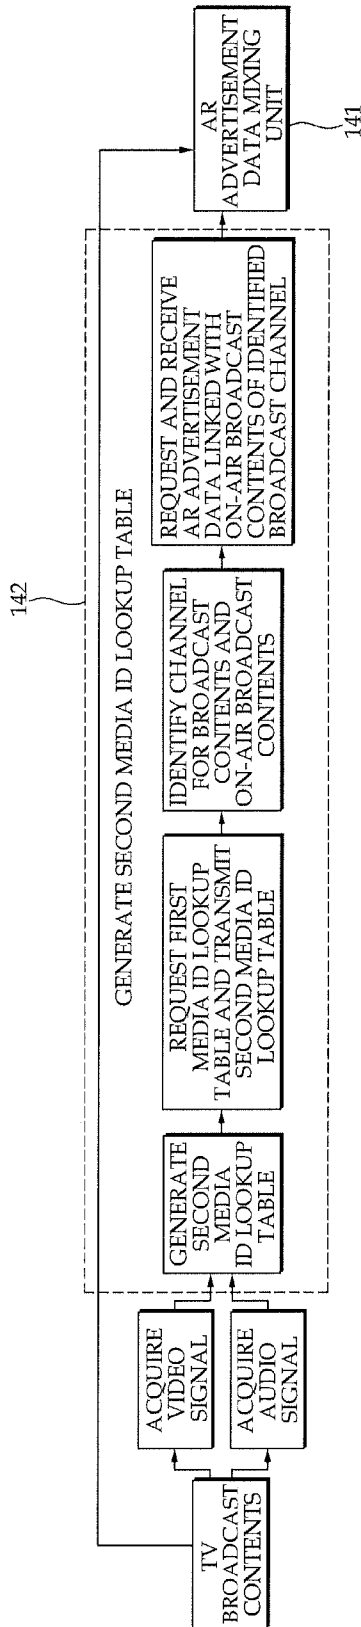 TV
BROADCAST
CONTENTS
ACQUIRE
VIDEO
SIGNAL
ACQUIRE
AUDIO
SIGNAL
142
GENERATE SECOND MEDIA ID LOOKUP TABLE
GENERATE
SECOND
MEDIA
ID LOOKUP
TABLE
REQUEST FIRST
MEDIA ID LOOKUP
TABLE AND TRANSMIT
SECOND MEDIA ID
LOOKUP TABLE
IDENTIFY CHANNEL
FOR BROADCAST
CONTENTS AND
ON-AIR BROADCAST
CONTENTS
REQUEST AND RECEIVE
AR ADVERTISEMENT
DATA LINKED WITH
ON-AIR BROADCAST
CONTENTS OF IDENTIFIED
BROADCAST CHANNEL
AR
ADVERTISEMENT
DATA MIXING
UNIT
141